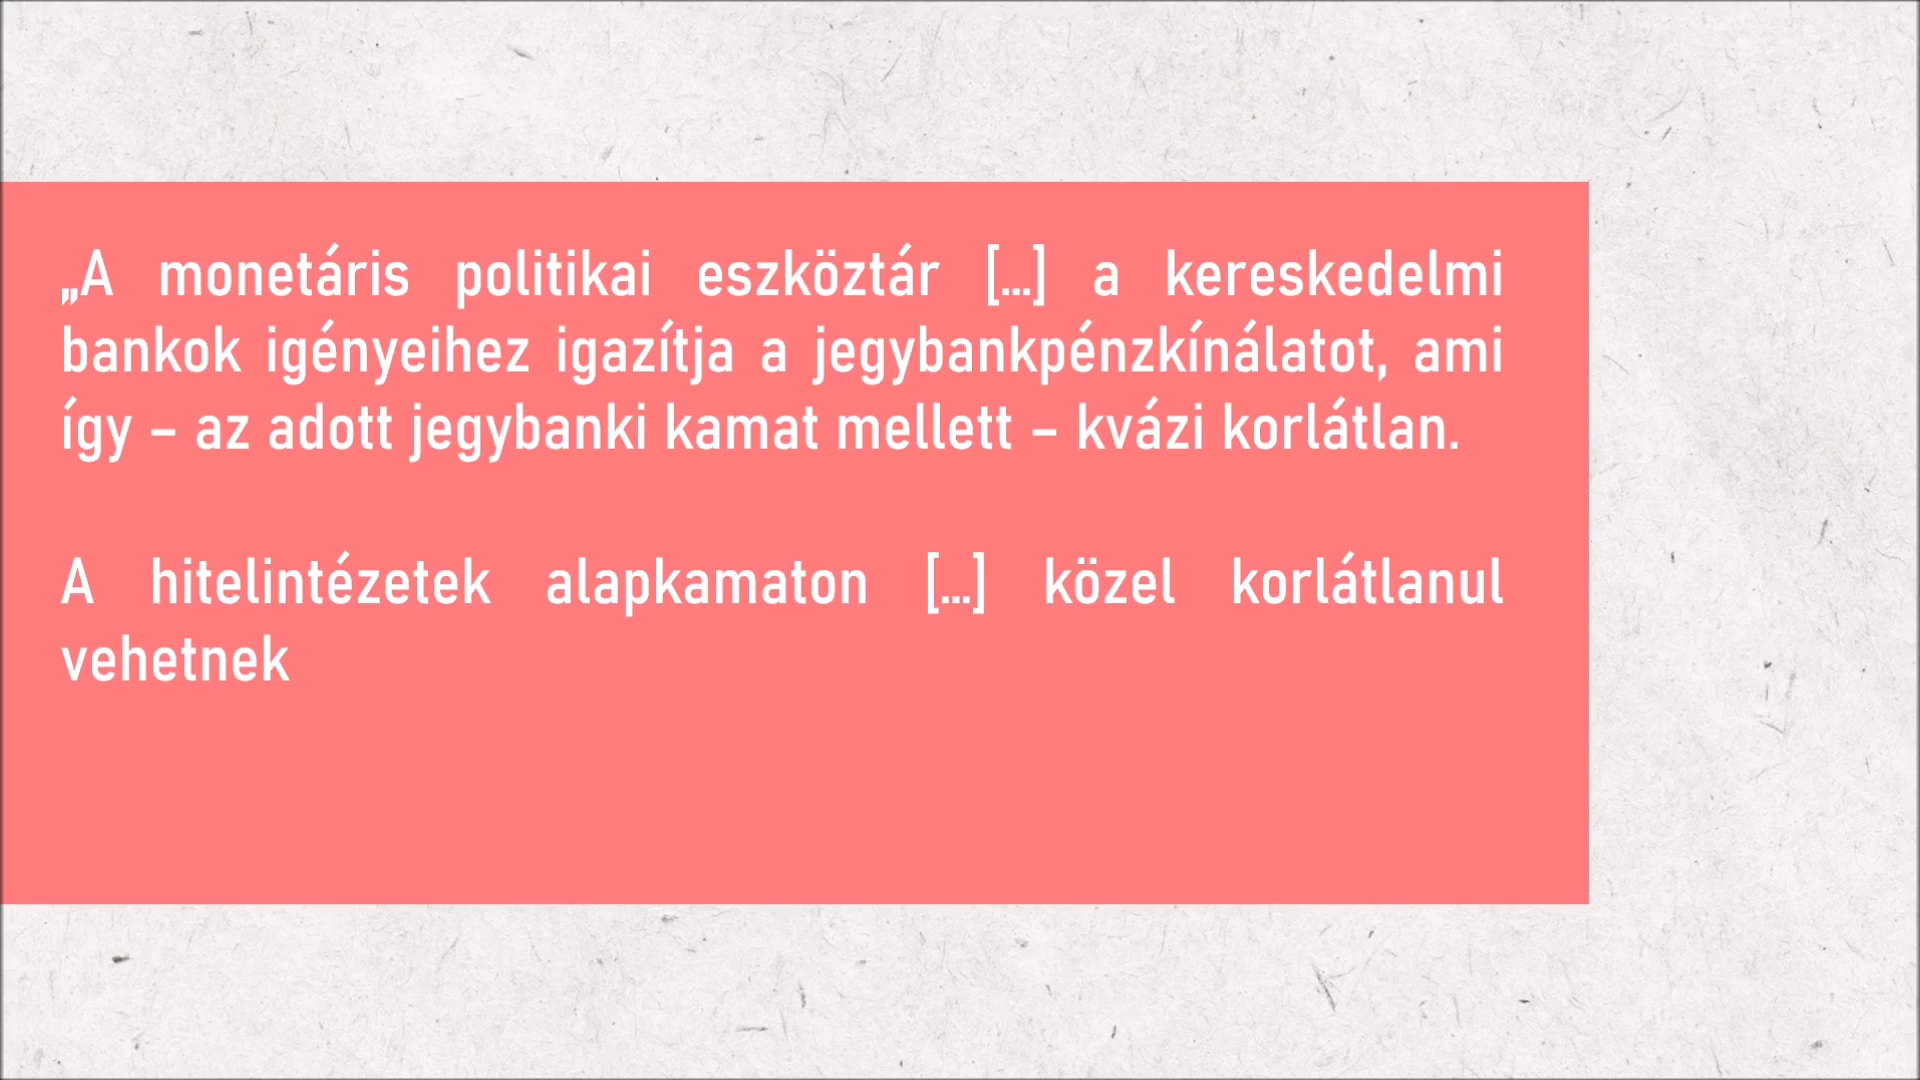 „A monetáris politikai eszköztár [...] a kereskedelmi
bankok igényeihez igazítja a jegybankpénzkínálatot, ami
így – az adott jegybanki kamat mellett – kvázi korlátlan.
A hitelintézetek alapkamaton [...] közel korlátlanul
vehetnek